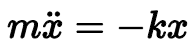 mẍ = −kx